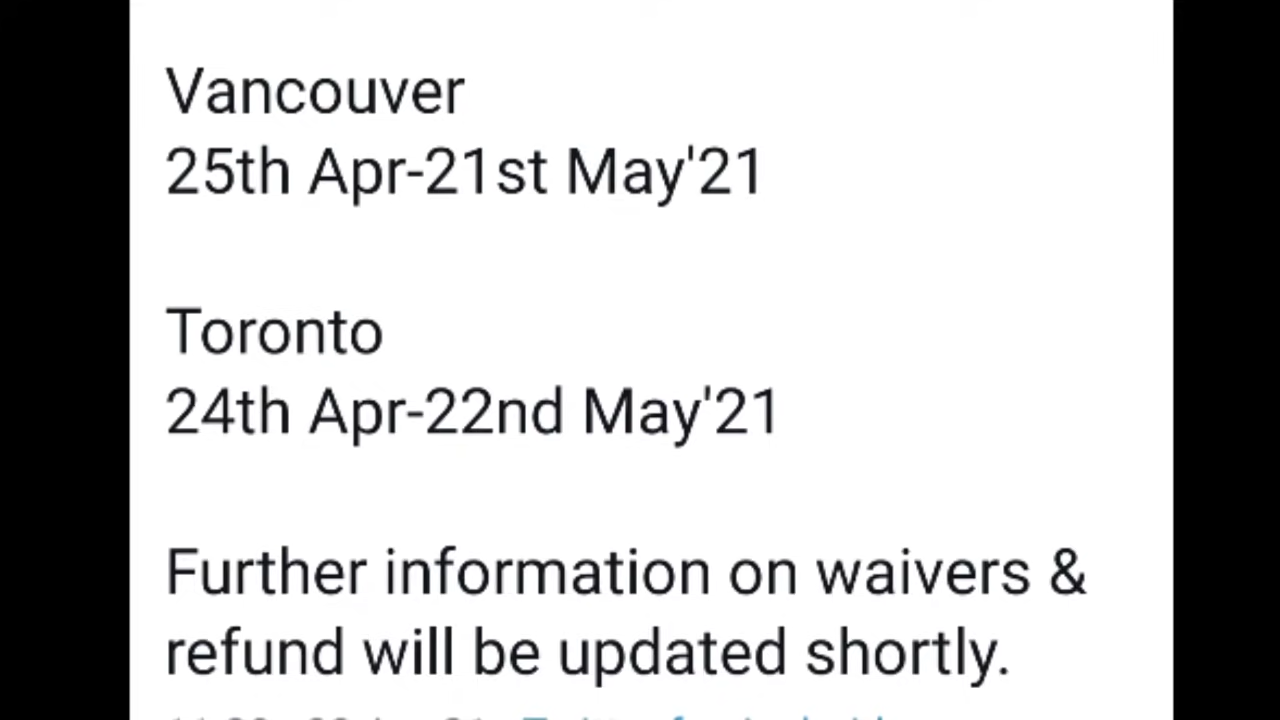 Vancouver
25th Apr-21st May'21
Toronto
24th Apr-22nd May'21
Further information on waivers &
refund will be updated shortly.